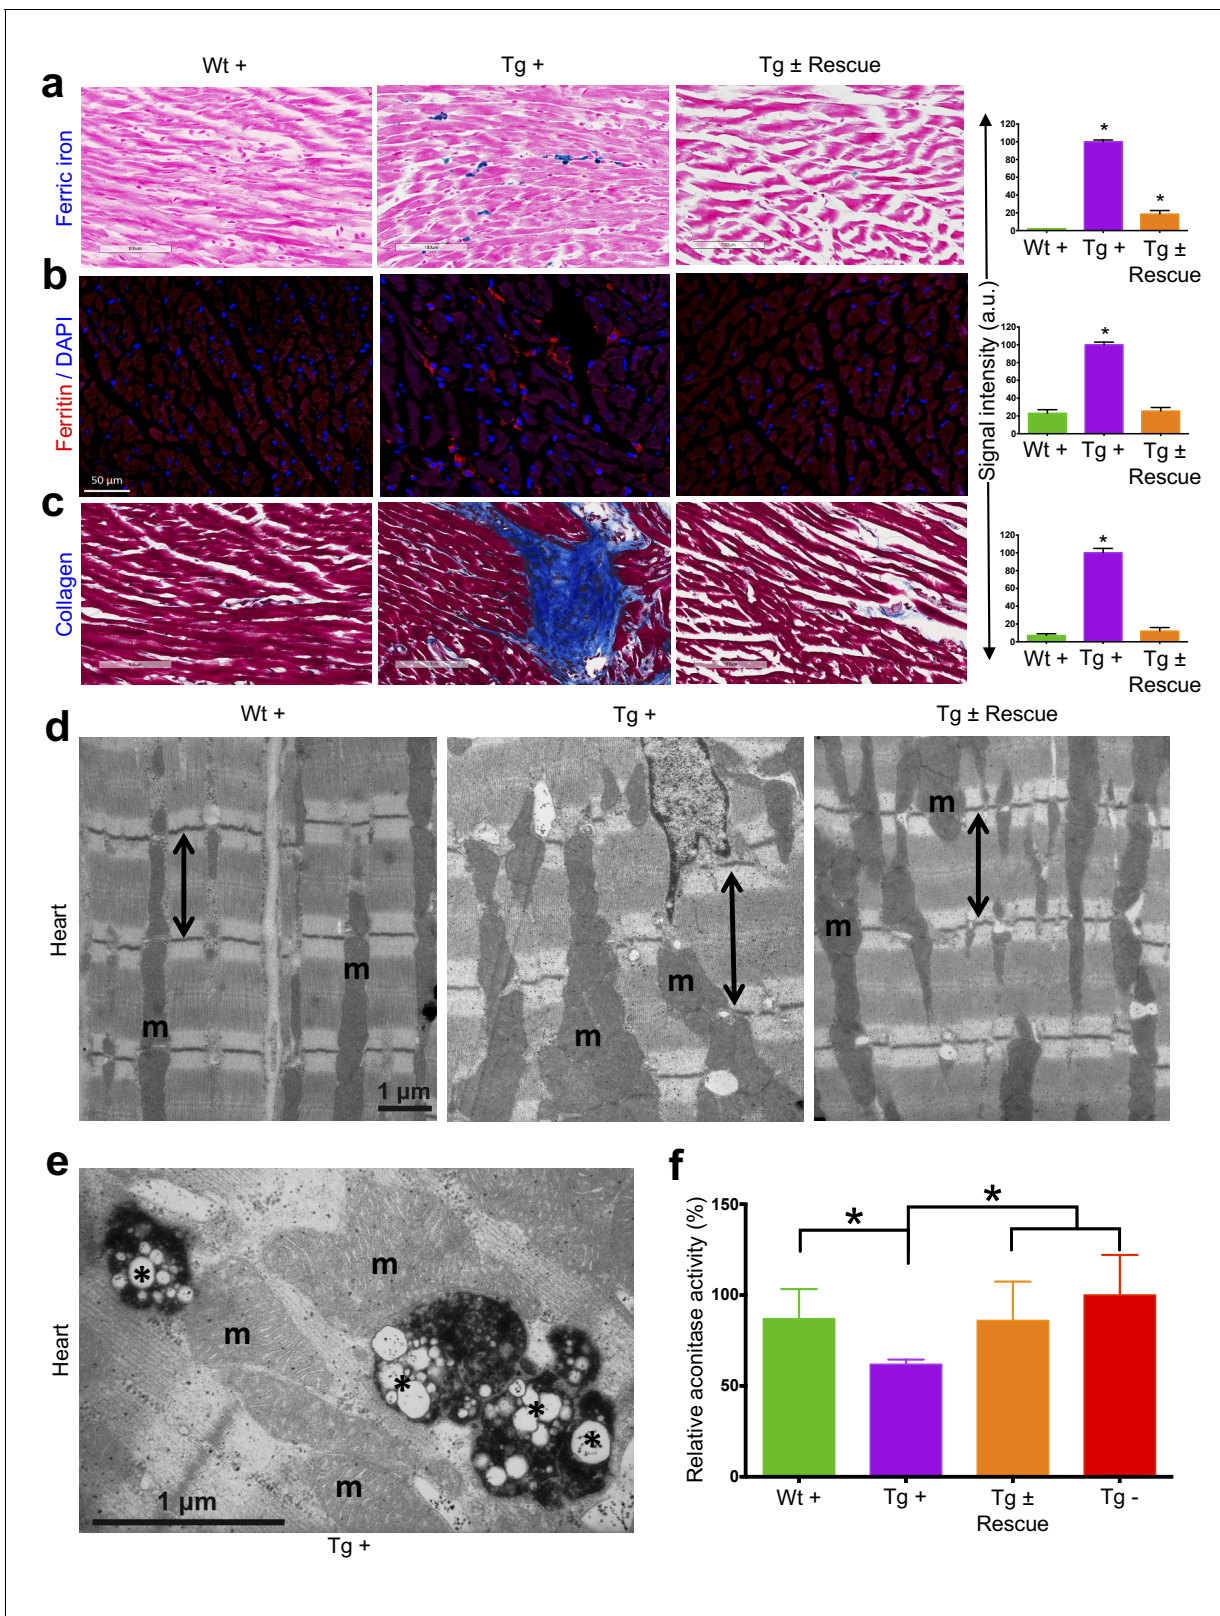 Wt +
Tg +
Tg ± Rescue
a
Ferric iron
100µm
100µm
120
100
80
60
40
20
0
*
*
Wt +
Tg +
Tg ±
Rescue
b
Ferritin / DAPI
50 µm
Signal intensity (a.u.)
120
100
80
60
40
20
0
*
Wt +
Tg +
Tg ±
Rescue
c
Collagen
100µm
120
100
80
60
40
20
0
*
Wt +
Tg +
Tg ±
Rescue
d
Wt +
Tg +
Tg ± Rescue
Heart
m
m
1 µm
m
m
m
m
e
Heart
*
m
m
*
*
*
m
1 µm
Tg +
f
Relative aconitase activity (%)
150
100
50
0
*
*
Wt +
Tg +
Tg ±
Rescue
Tg -